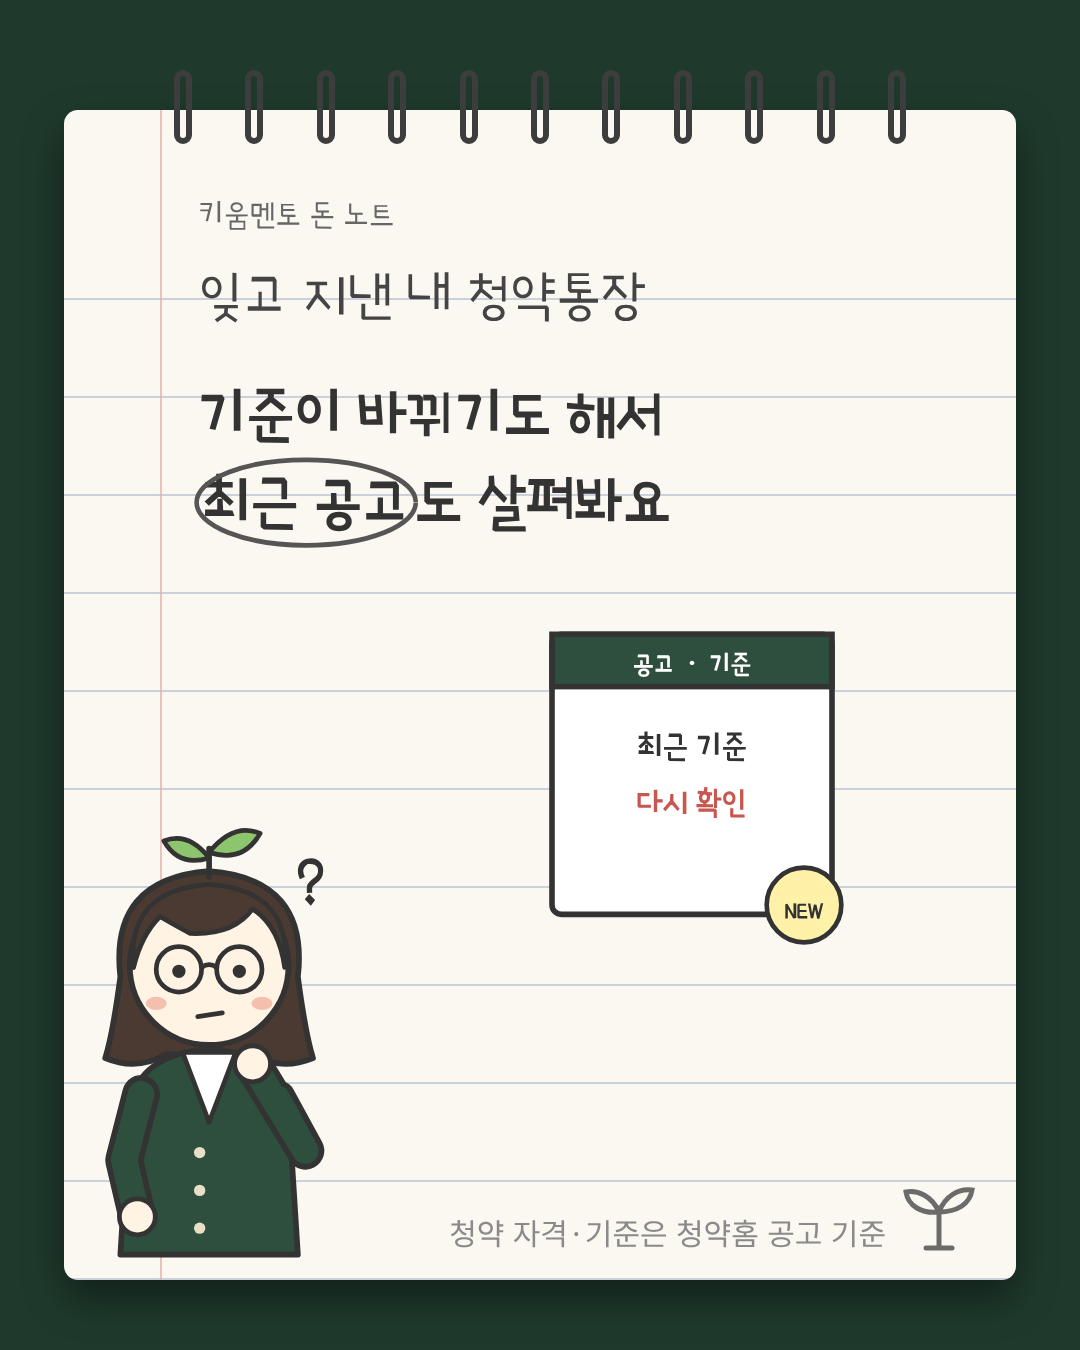 키움멘토 돈 노트
잊고 지낸 내 청약통장
기준이 바뀌기도 해서
최근 공고도 살펴봐요
공고 · 기준
최근 기준
다시 확인
?
NEW
청약 자격·기준은 청약홈 공고 기준